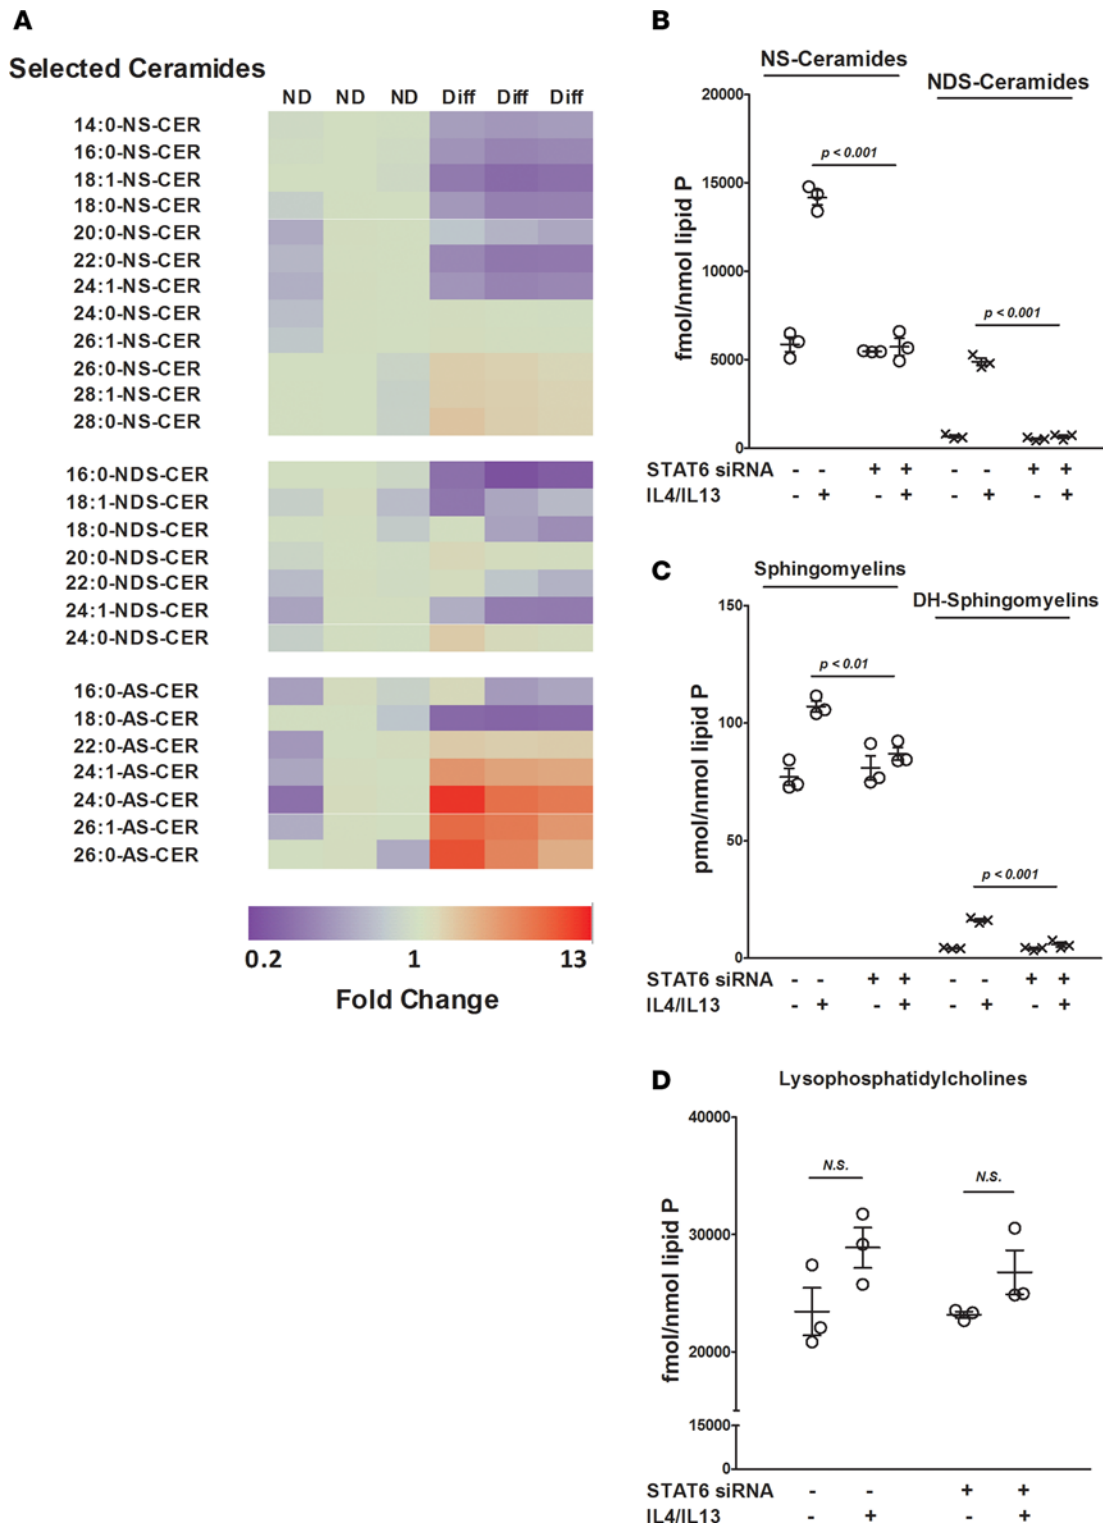 A
Selected Ceramides
ND ND ND Diff Diff Diff
14:0-NS-CER
16:0-NS-CER
18:1-NS-CER
18:0-NS-CER
20:0-NS-CER
22:0-NS-CER
24:1-NS-CER
24:0-NS-CER
26:1-NS-CER
26:0-NS-CER
28:1-NS-CER
28:0-NS-CER
16:0-NDS-CER
18:1-NDS-CER
18:0-NDS-CER
20:0-NDS-CER
22:0-NDS-CER
24:1-NDS-CER
24:0-NDS-CER
16:0-AS-CER
18:0-AS-CER
22:0-AS-CER
24:1-AS-CER
24:0-AS-CER
26:1-AS-CER
26:0-AS-CER
0.2 1 13
Fold Change
B
NS-Ceramides
NDS-Ceramides
fmol/nmol lipid P
20000
15000
10000
5000
0
p < 0.001
p < 0.001
STAT6 siRNA - - + + - - + +
IL4/IL13 - + - + - + - +
C
Sphingomyelins
DH-Sphingomyelins
pmol/nmol lipid P
150
100
50
0
p < 0.01
p < 0.001
STAT6 siRNA - - + + - - + +
IL4/IL13 - + - + - + - +
D
Lysophosphatidylcholines
fmol/nmol lipid P
40000
30000
20000
15000
0
N.S.
N.S.
STAT6 siRNA - - + +
IL4/IL13 - + - +